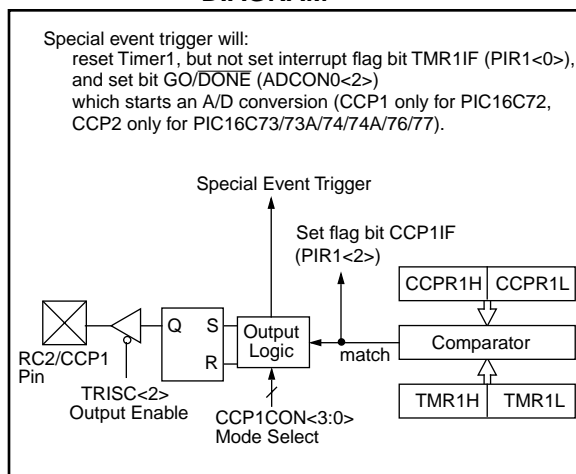 DIAGRAM
Special event trigger will:
reset Timer1, but not set interrupt flag bit TMR1IF (PIR1<0>),
and set bit GO/DONE (ADCON0<2>)
which starts an A/D conversion (CCP1 only for PIC16C72,
CCP2 only for PIC16C73/73A/74/74A/76/77).
Special Event Trigger
Set flag bit CCP1IF
(PIR1<2>)
CCPR1H CCPR1L
Q S
R
Output
Logic
match
Comparator
RC2/CCP1
Pin
TRISC<2>
Output Enable
CCP1CON<3:0>
Mode Select
TMR1H TMR1L